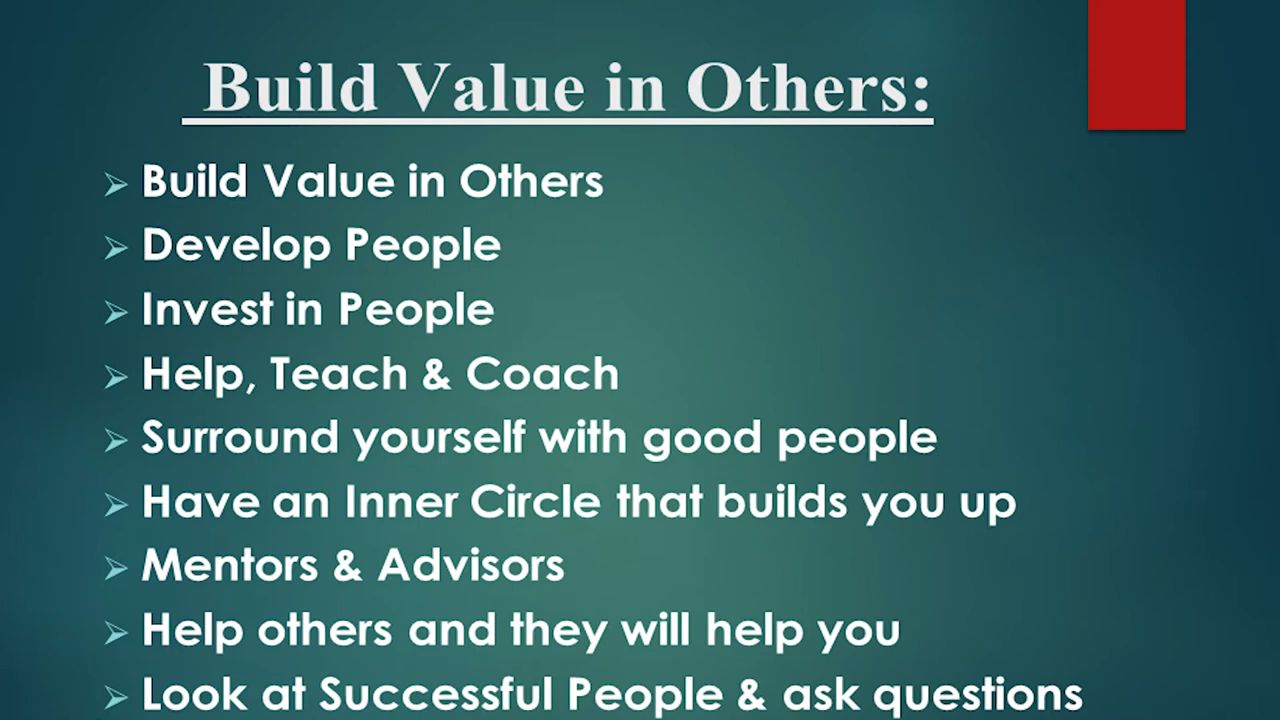 Build Value in Others:
➢ Build Value in Others
➢ Develop People
➢ Invest in People
➢ Help, Teach & Coach
➢ Surround yourself with good people
➢ Have an Inner Circle that builds you up
➢ Mentors & Advisors
➢ Help others and they will help you
➢ Look at Successful People & ask questions